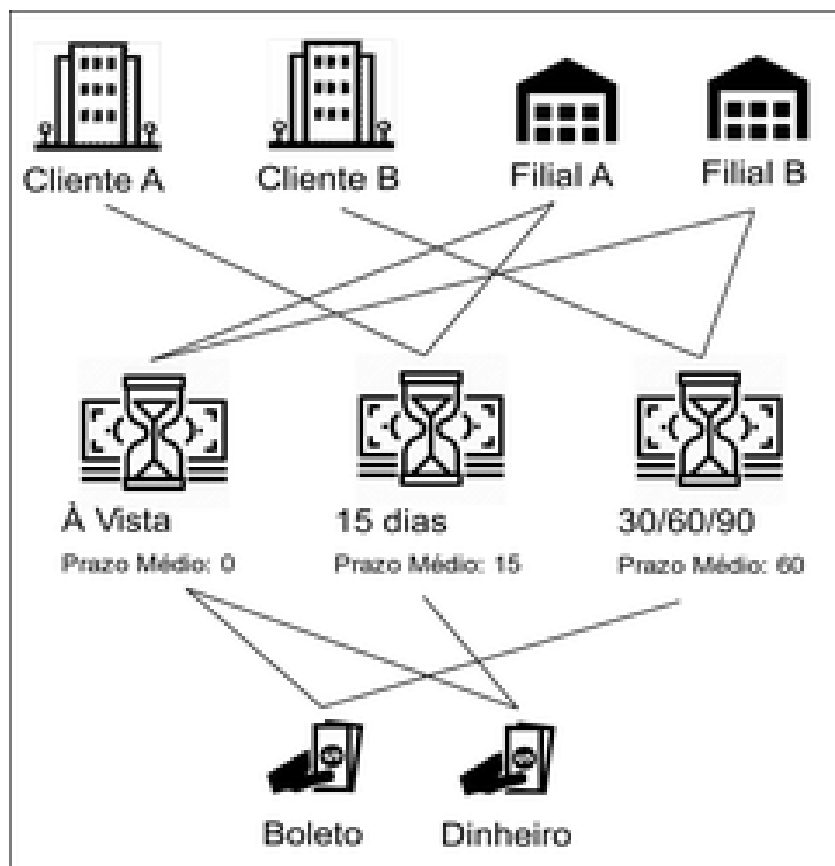 Cliente A
Cliente B
Filial A
Filial B
À Vista
Prazo Médio: 0
15 dias
Prazo Médio: 15
30/60/90
Prazo Médio: 60
Boleto
Dinheiro